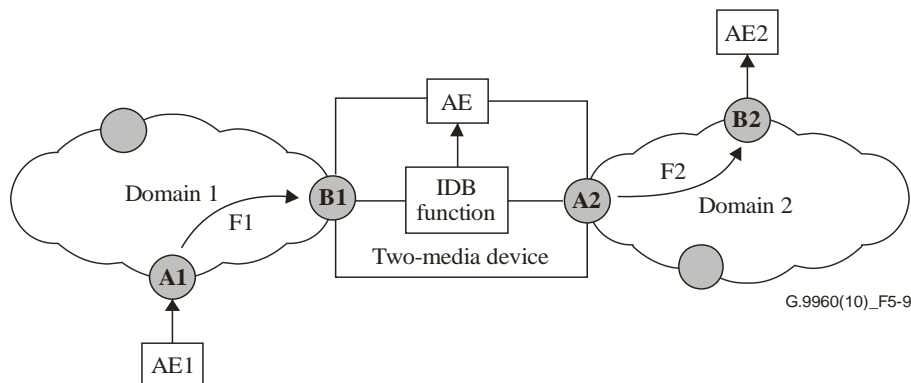 AE2
AE
B2
F2
Domain 1
B1
IDB
function
A2
Domain 2
F1
Two-media device
A1
G.9960(10)_F5-9
AE1